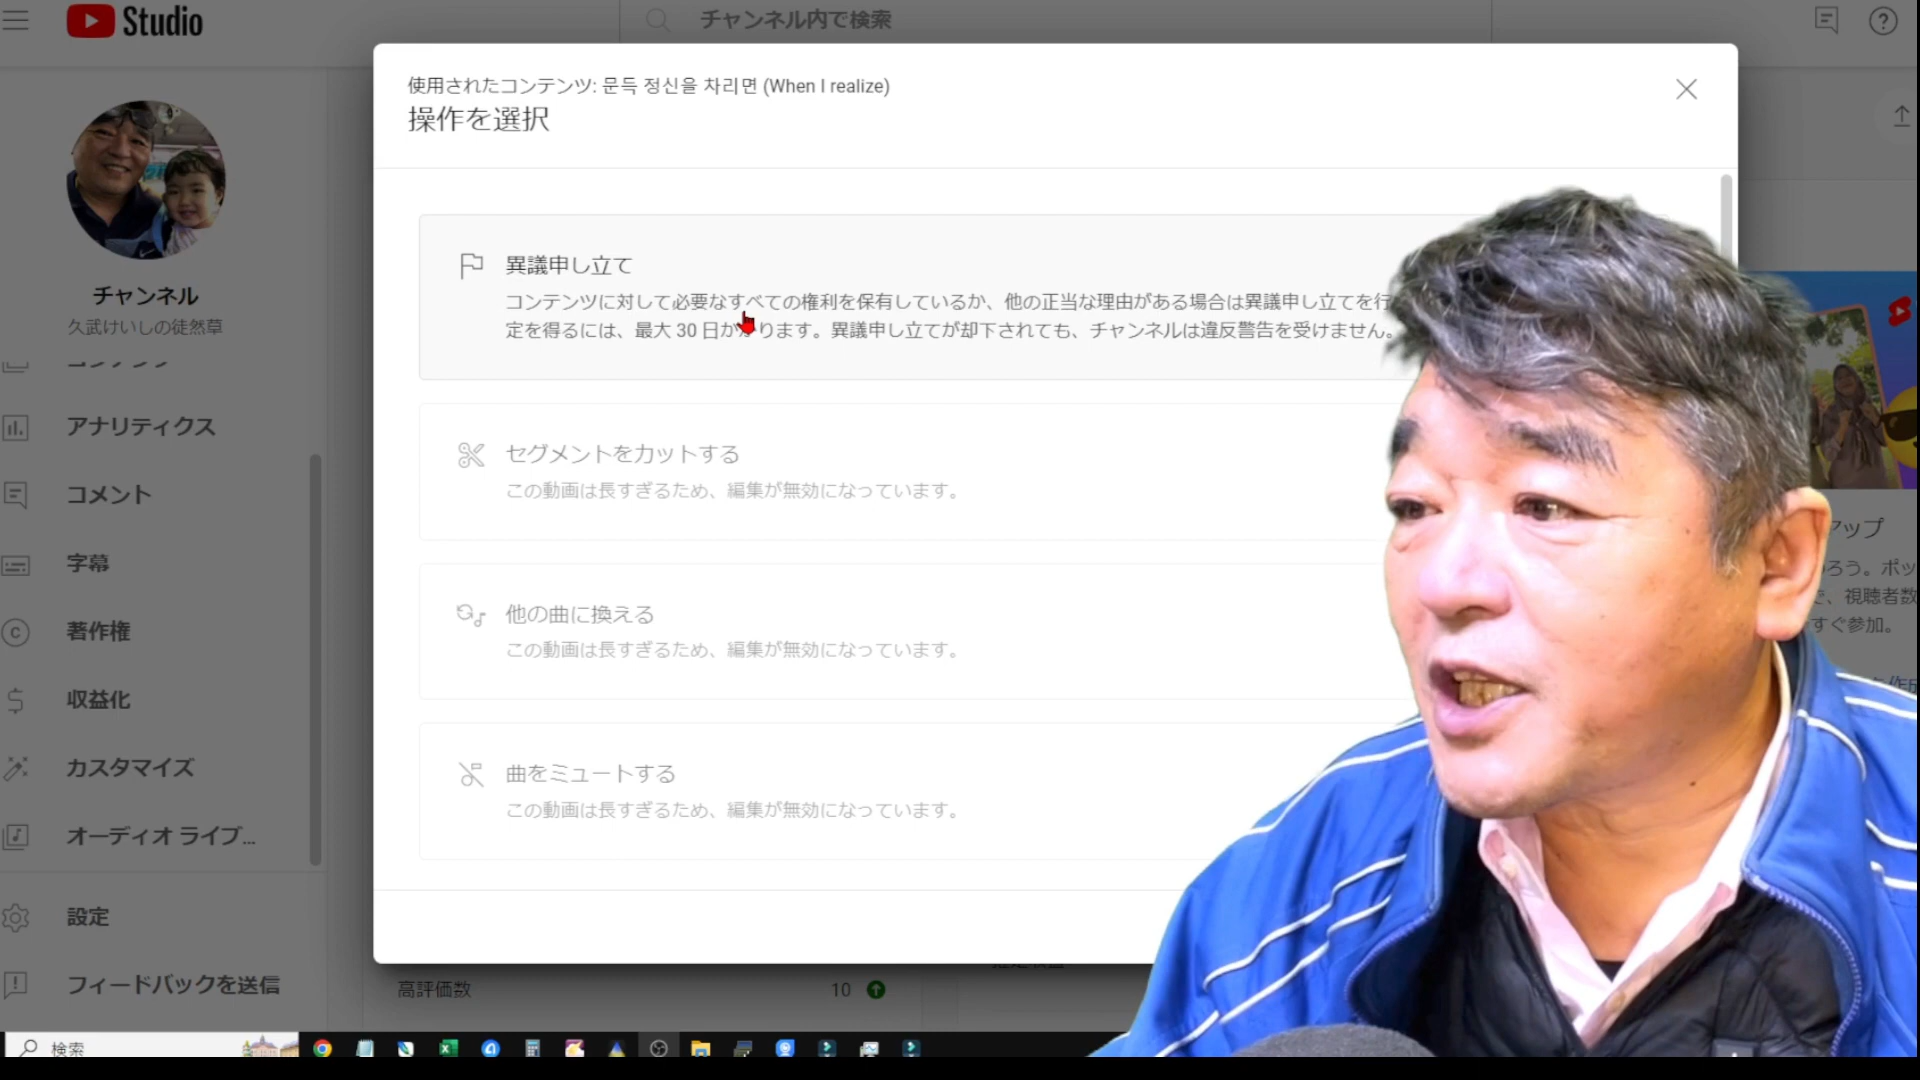 Studio
チャンネル内で検索
使用されたコンテンツ: 문득 정신을 차리면 (When I realize)
操作を選択
チャンネル
久武けいしの徒然草
コンテンツ
アナリティクス
コメント
字幕
著作権
収益化
カスタマイズ
オーディオ ライブ...
設定
フィードバックを送信
異議申し立て
コンテンツに対して必要なすべての権利を保有しているか、他の正当な理由がある場合は異議申し立てを行
定を得るには、最大 30 日かかります。異議申し立てが却下されても、チャンネルは違反警告を受けません。
セグメントをカットする
この動画は長すぎるため、編集が無効になっています。
他の曲に換える
この動画は長すぎるため、編集が無効になっています。
曲をミュートする
この動画は長すぎるため、編集が無効になっています。
アップ
ろう。ポッ
で、視聴者数
すぐ参加。
高評価数
10
検索